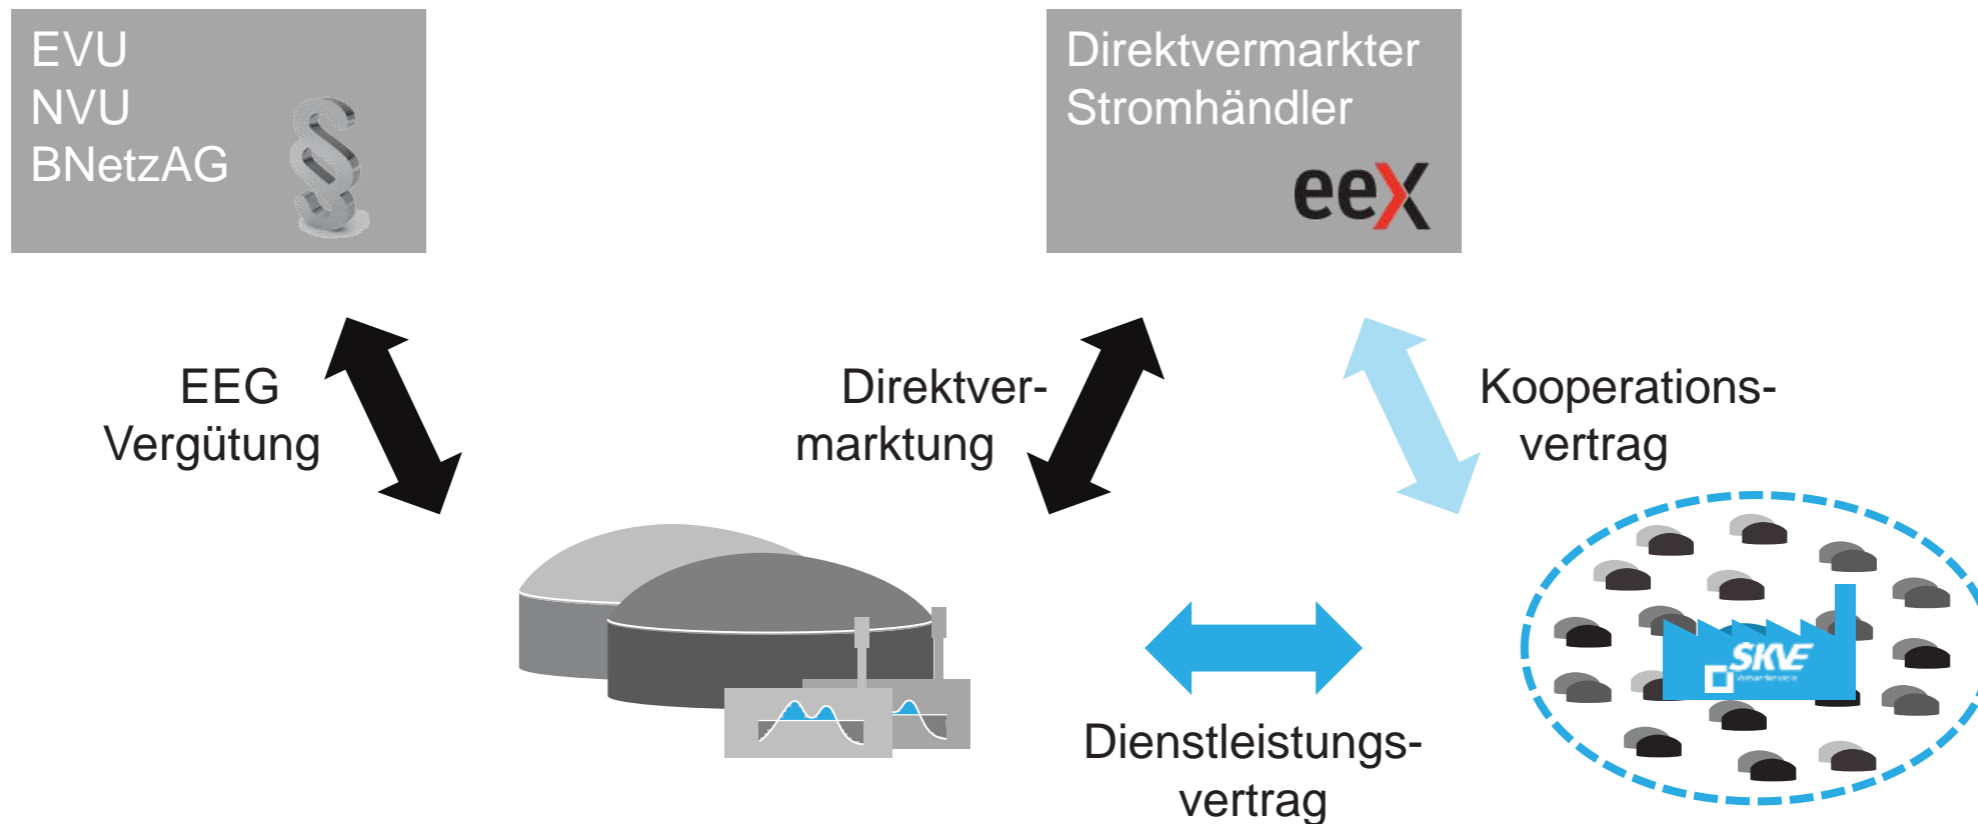 EVU
NVU
BNetzAG
§
Direktvermarkter
Stromhändler
eex
EEG
Vergütung
Direktver-
marktung
Kooperations-
vertrag
SKVE
Dienstleistungs-
vertrag